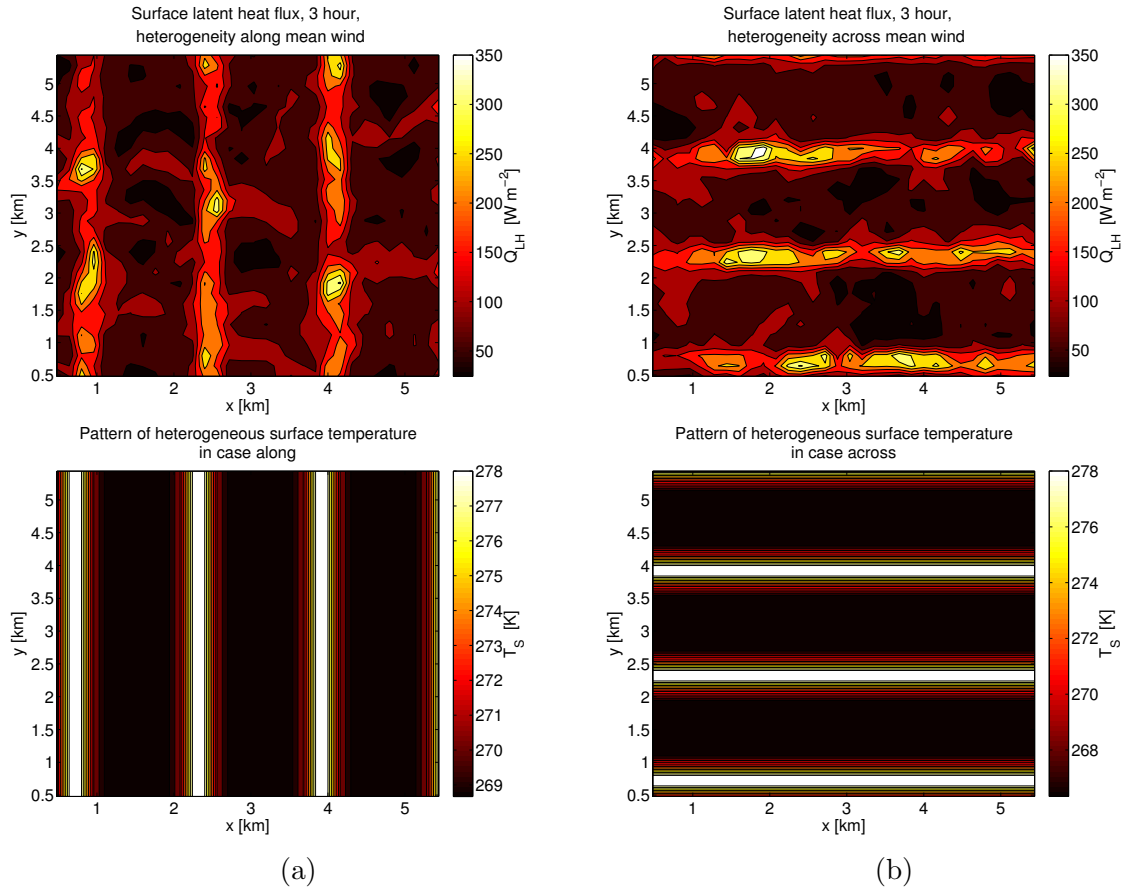 Surface latent heat flux, 3 hour,
heterogeneity along mean wind
5
4.5
4
3.5
3
2.5
2
1.5
1
0.5
y [km]
1 2 3 4 5
x [km]
350
300
250
200
150
100
50
Q_LH [W m⁻²]
Surface latent heat flux, 3 hour,
heterogeneity across mean wind
5
4.5
4
3.5
3
2.5
2
1.5
1
0.5
y [km]
1 2 3 4 5
x [km]
350
300
250
200
150
100
50
Q_LH [W m⁻²]
Pattern of heterogeneous surface temperature
in case along
5
4.5
4
3.5
3
2.5
2
1.5
1
0.5
y [km]
1 2 3 4 5
x [km]
278
277
276
275
274
273
272
271
270
269
T_S [K]
Pattern of heterogeneous surface temperature
in case across
5
4.5
4
3.5
3
2.5
2
1.5
1
0.5
y [km]
1 2 3 4 5
x [km]
278
276
274
272
270
268
T_S [K]
(a)
(b)